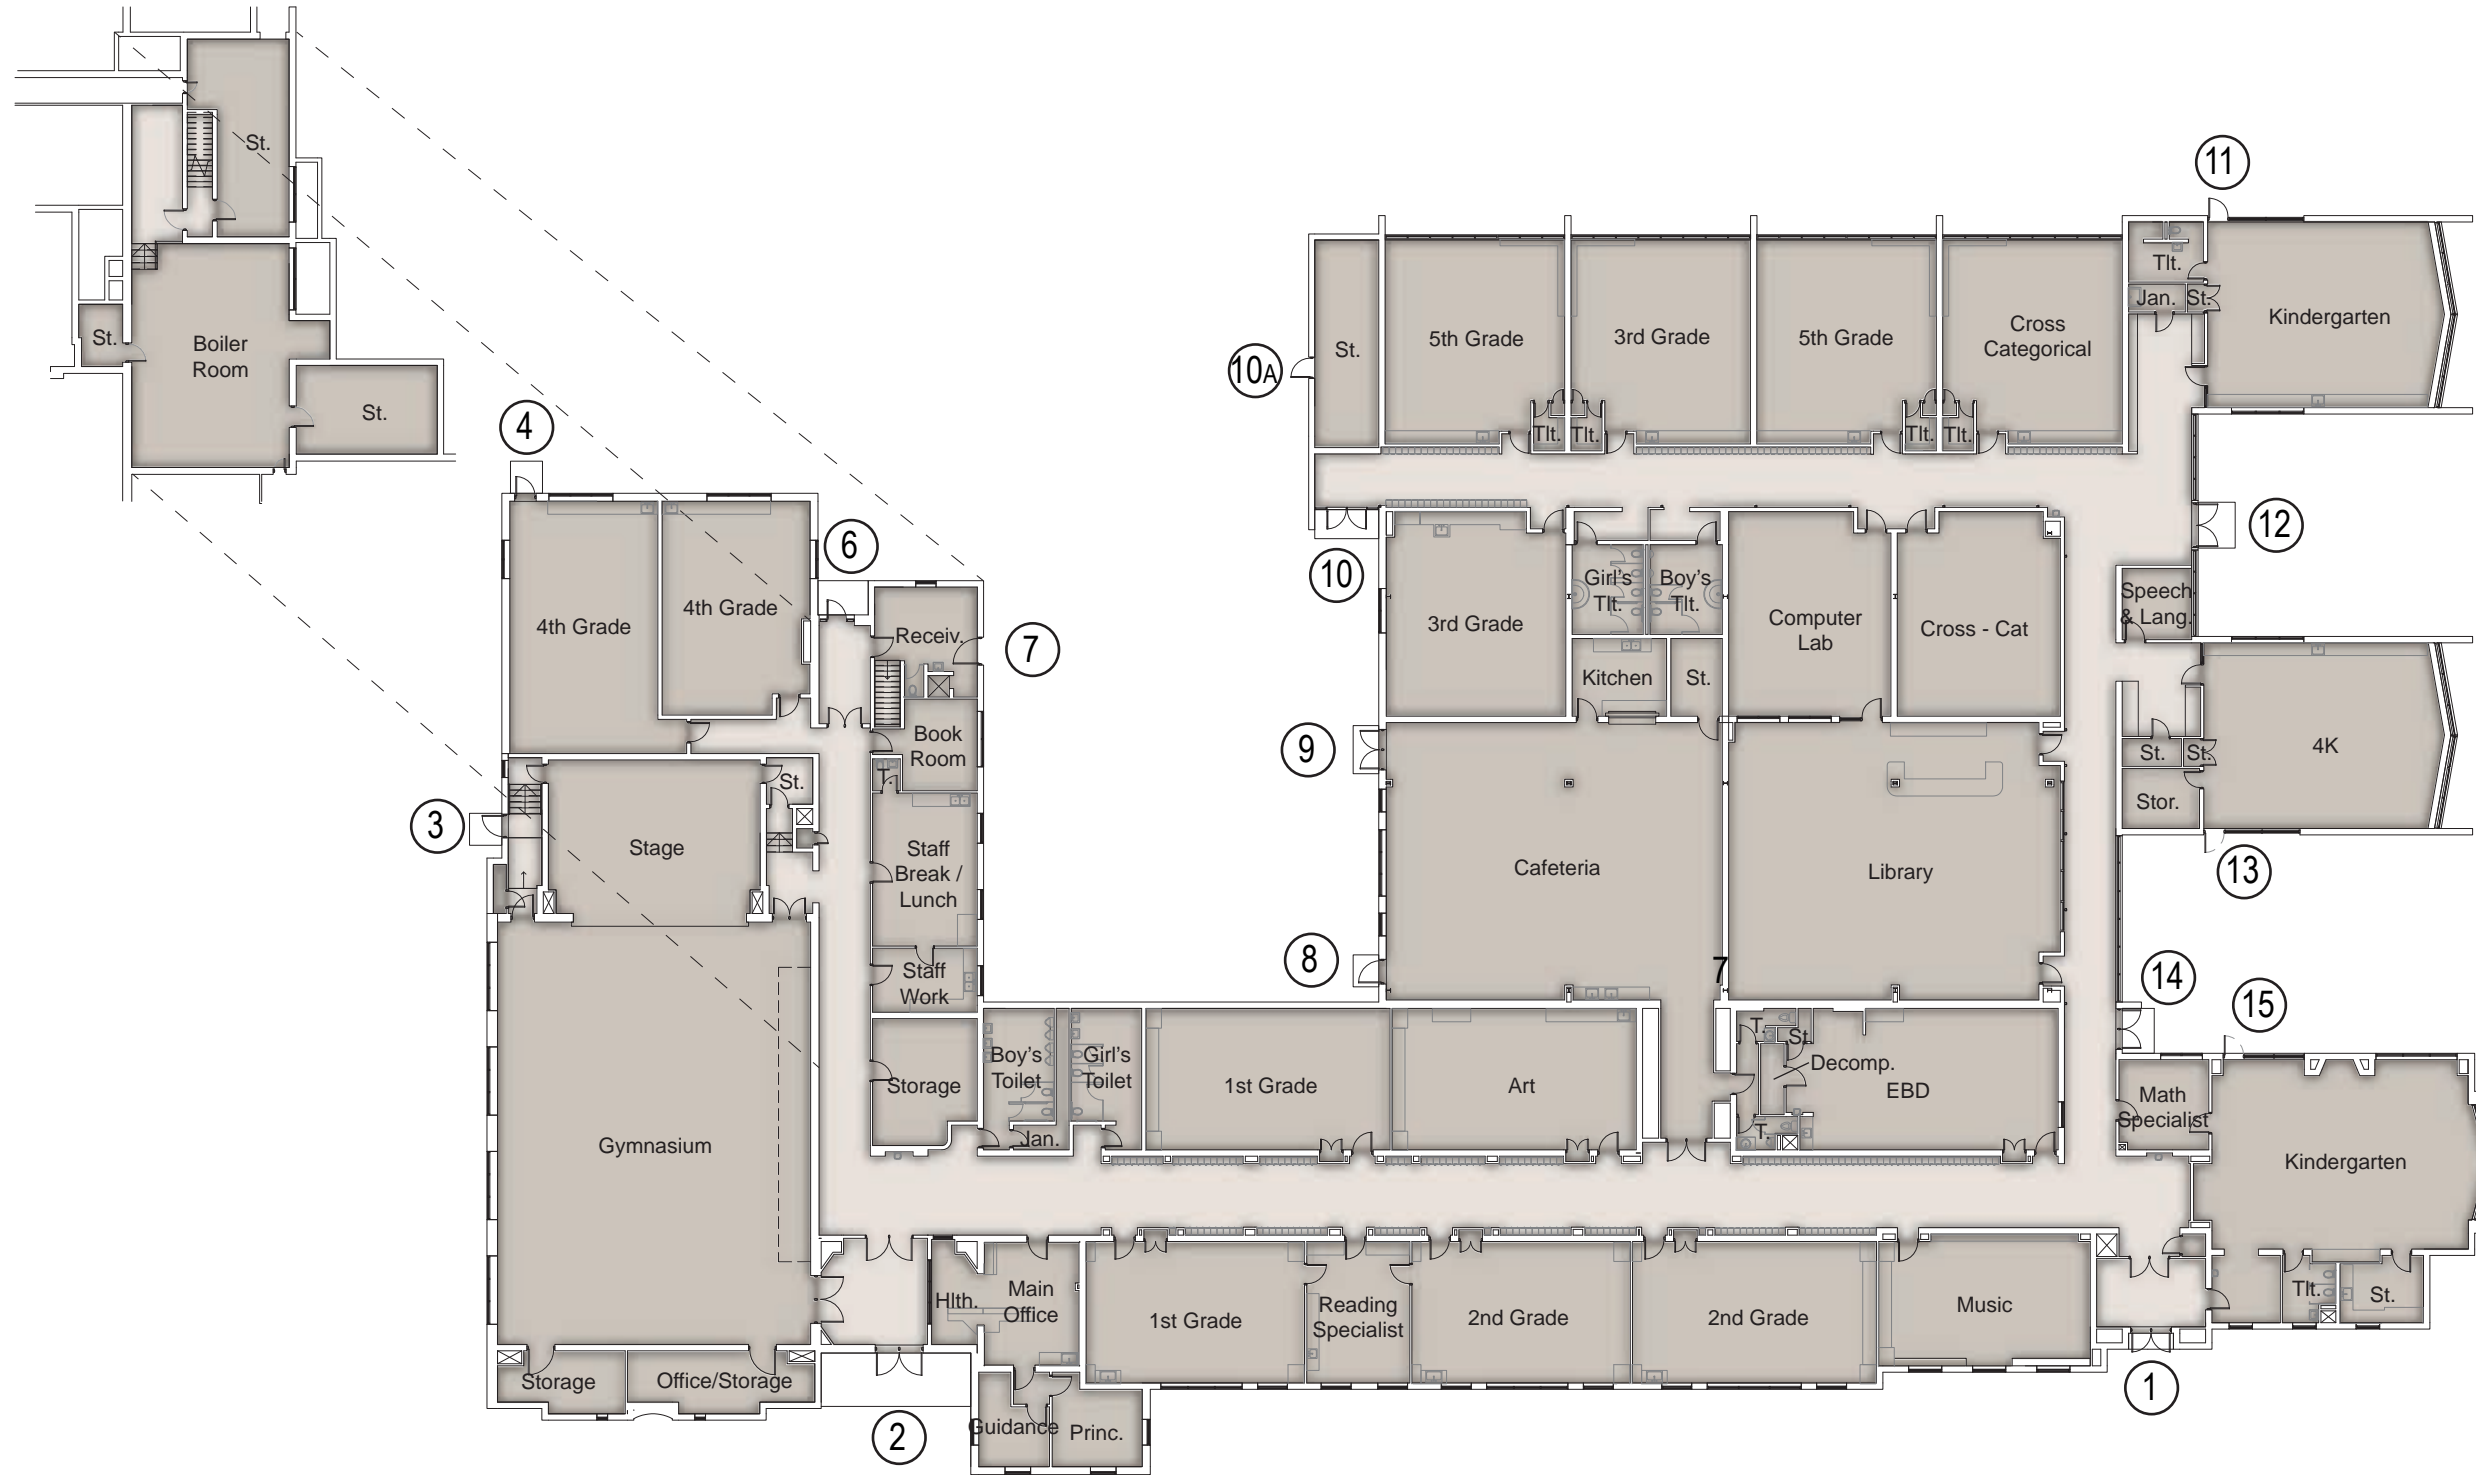 St.
St.
Boiler
Room
St.
4
6
7
3
4th Grade
4th Grade
Receiv.
Book
Room
T.
St.
Stage
Staff
Break /
Lunch
Staff
Work
Storage
Boy's
Toilet
Girl's
Toilet
Jan.
Gymnasium
Storage
Office/Storage
2
Hlth.
Main
Office
Guidance
Princ.
11
10A
St.
5th Grade
3rd Grade
5th Grade
Cross
Categorical
Tlt.
Tlt.
Tlt.
Tlt.
Tlt.
Jan.
St.
Kindergarten
12
10
3rd Grade
Girl's
Tlt.
Boy's
Tlt.
Kitchen
St.
Computer
Lab
Cross - Cat
Speech
& Lang.
9
8
Cafeteria
7
Library
St.
St.
Stor.
4K
13
14
15
1st Grade
Art
T.
St.
Decomp.
EBD
T.
Math
Specialist
Kindergarten
1st Grade
Reading
Specialist
2nd Grade
2nd Grade
Music
Tlt.
St.
1